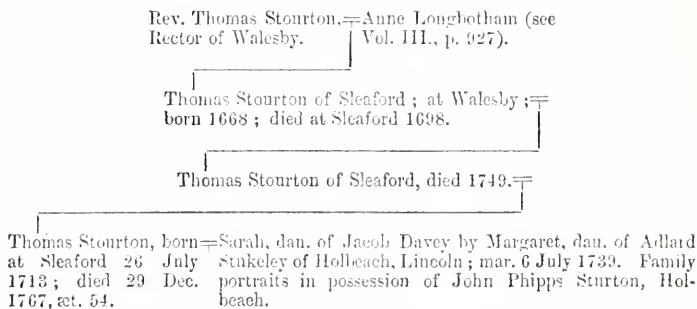 Rev. Thomas Stourton, Anne Longbotham (see
Rector of Walesby. Vol. III., p. 927).
Thomas Stourton of Sleaford ; at Walesby ;
born 1668 ; died at Sleaford 1698.
Thomas Stourton of Sleaford, died 1749.
Thomas Stourton, born=Sarah, dau. of Jacob Davey by Margaret, dau. of Adlard
at Sleaford 26 July Stukeley of Holbeach, Lincoln ; mar. 6 July 1739. Family
1713 ; died 29 Dec. portraits in possession of John Phipps Sturton, Hol-
1767, æt. 54. beach.